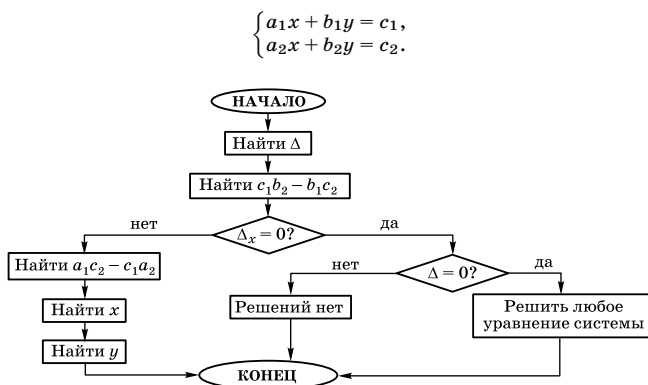 a₁x + b₁y = c₁,
a₂x + b₂y = c₂.
НАЧАЛО
Найти Δ
Найти c₁b₂ – b₁c₂
нет
Δₓ = 0?
да
Найти a₁c₂ – c₁a₂
нет
Δ = 0?
да
Найти x
Решений нет
Решить любое
уравнение системы
Найти y
КОНЕЦ